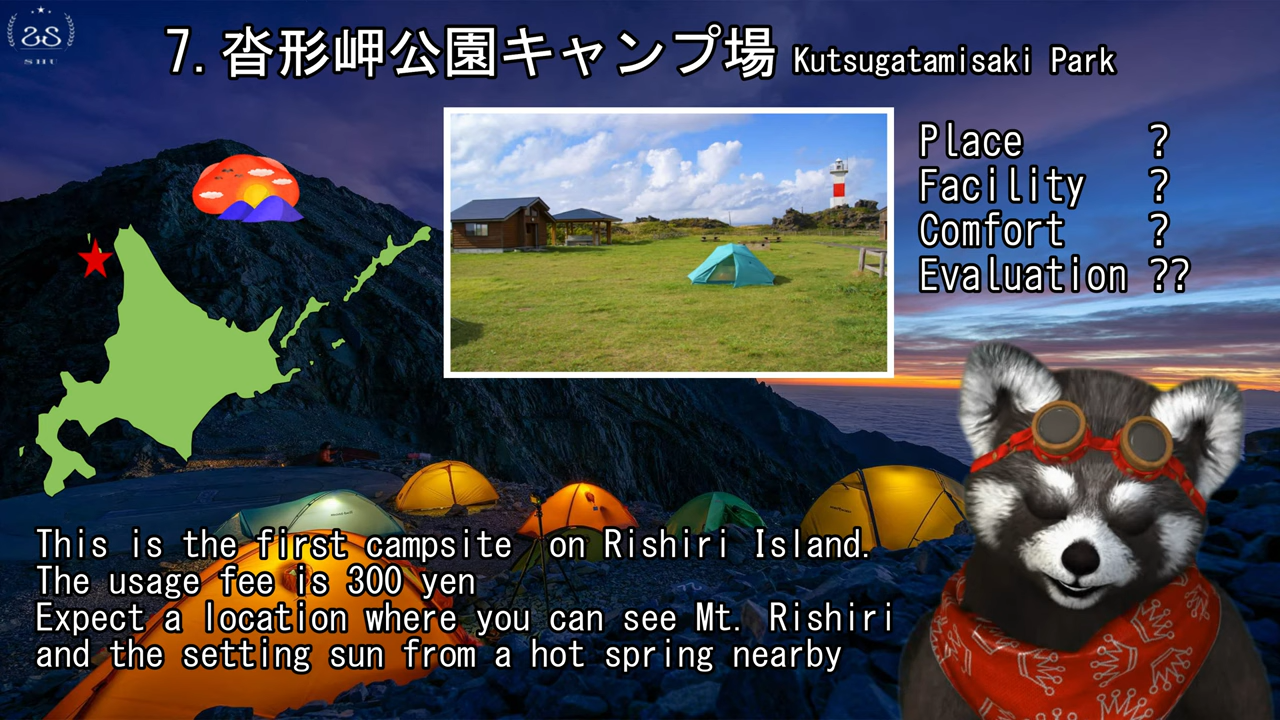 SHU
7. 沓形岬公園キャンプ場 Kutsugatamisaki Park
Place ?
Facility ?
Comfort ?
Evaluation ??
This is the first campsite on Rishiri Island.
The usage fee is 300 yen
Expect a location where you can see Mt. Rishiri
and the setting sun from a hot spring nearby